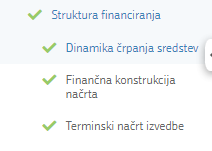 Struktura financiranja
Dinamika črpanja sredstev
Finančna konstrukcija
načrta
Terminski načrt izvedbe